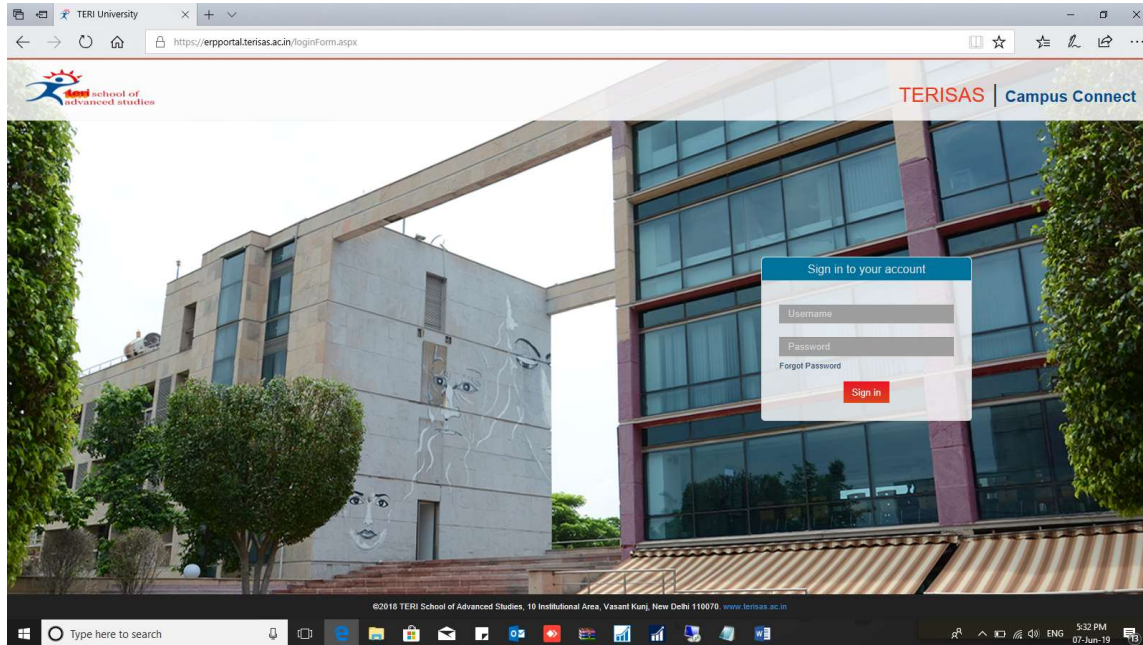 TERI University
https://erpportal.terisas.ac.in/loginForm.aspx
teri school of
advanced studies
TERISAS | Campus Connect
Sign in to your account
Username
Password
Forgot Password
Sign in
©2018 TERI School of Advanced Studies, 10 Institutional Area, Vasant Kunj, New Delhi 110070. www.terisas.ac.in
Type here to search
ENG
5:32 PM
07-Jun-19
13